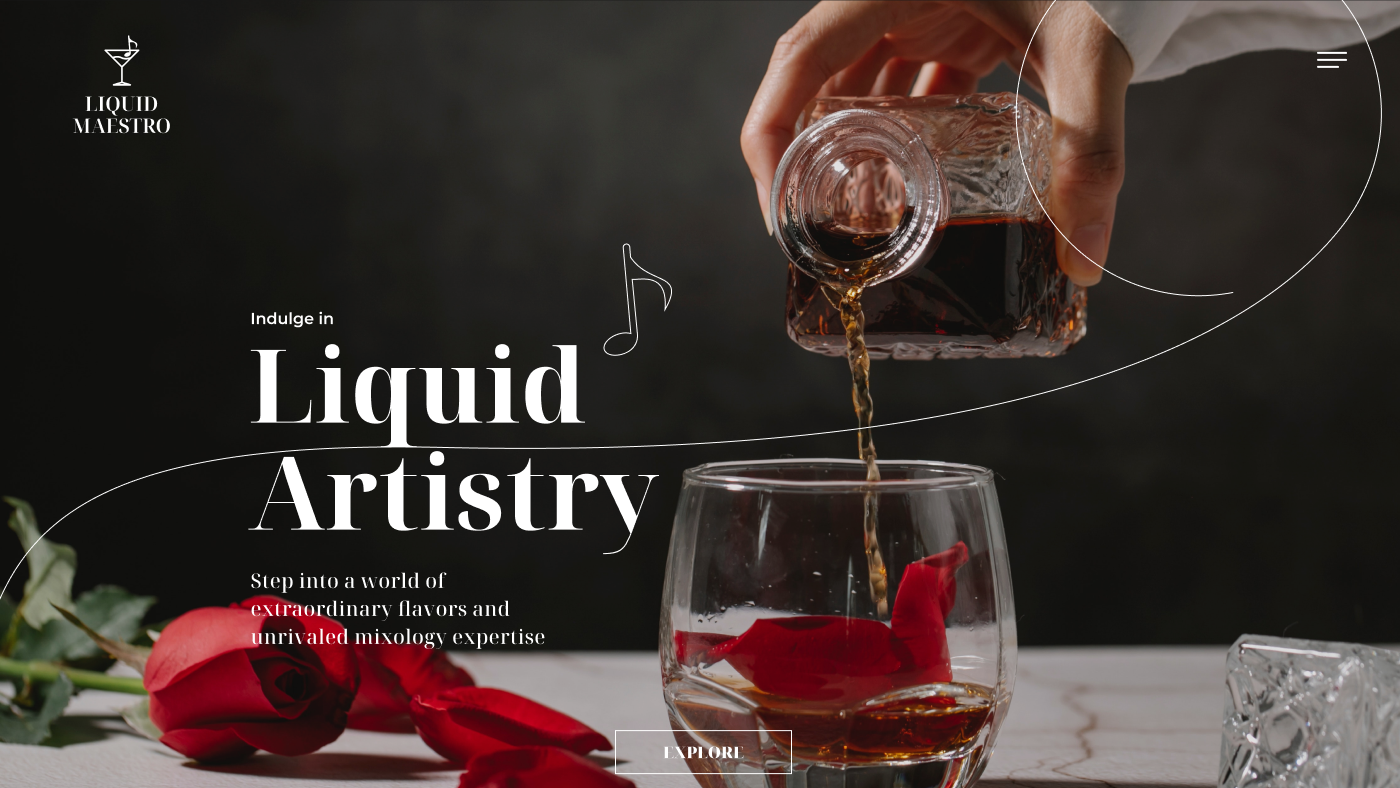 LIQUID
MAESTRO
Indulge in
Liquid
Artistry
Step into a world of
extraordinary flavors and
unrivaled mixology expertise
EXPLORE